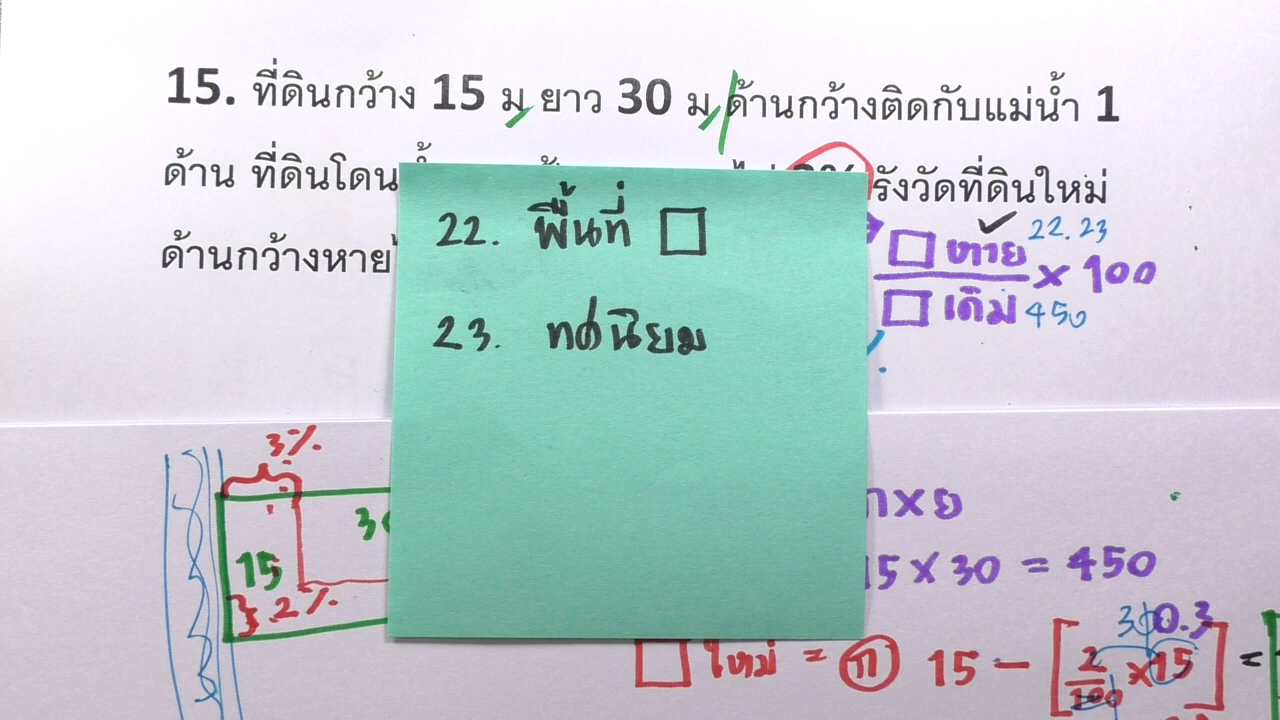 15. ที่ดินกว้าง 15 ม ยาว 30 ม ด้านกว้างติดกับแม่น้ำ 1
ด้าน ที่ดินโดน รังวัดที่ดินใหม่
ด้านกว้างหาย
22. พื้นที่ □
23. ทศนิยม
□ หาย 22.23 × 100
□ เดิม 450
3%
15
2%
ก×ย
15 × 30 = 450
30 0.3
□ ใหม่ = ก 15 - [2/100 × 15] =